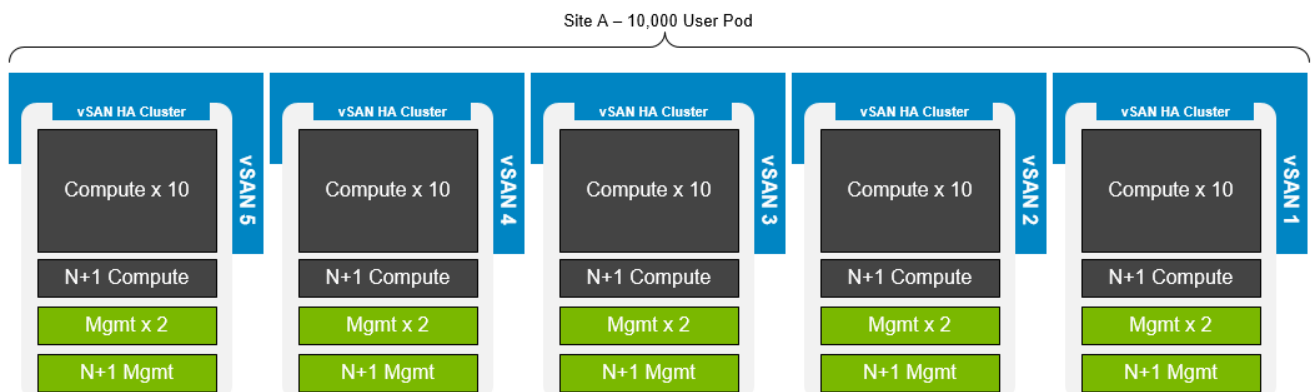 Site A – 10,000 User Pod
vSAN HA Cluster
Compute x 10
N+1 Compute
Mgmt x 2
N+1 Mgmt
vSAN 5
vSAN HA Cluster
Compute x 10
N+1 Compute
Mgmt x 2
N+1 Mgmt
vSAN 4
vSAN HA Cluster
Compute x 10
N+1 Compute
Mgmt x 2
N+1 Mgmt
vSAN 3
vSAN HA Cluster
Compute x 10
N+1 Compute
Mgmt x 2
N+1 Mgmt
vSAN 2
vSAN HA Cluster
Compute x 10
N+1 Compute
Mgmt x 2
N+1 Mgmt
vSAN 1